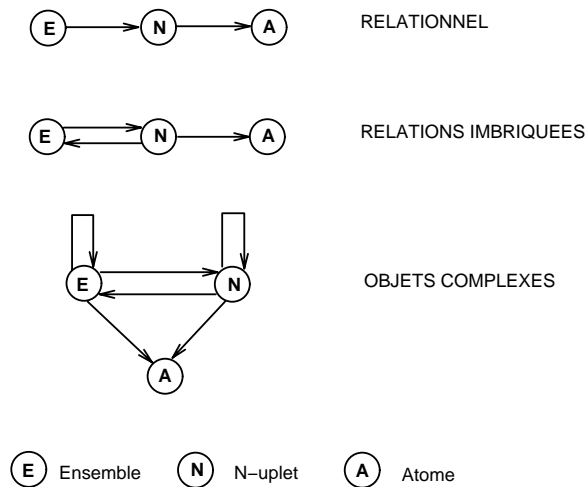 E N A RELATIONNEL
E N A RELATIONS IMBRIQUEES
E N OBJETS COMPLEXES
A
E Ensemble N N−uplet A Atome